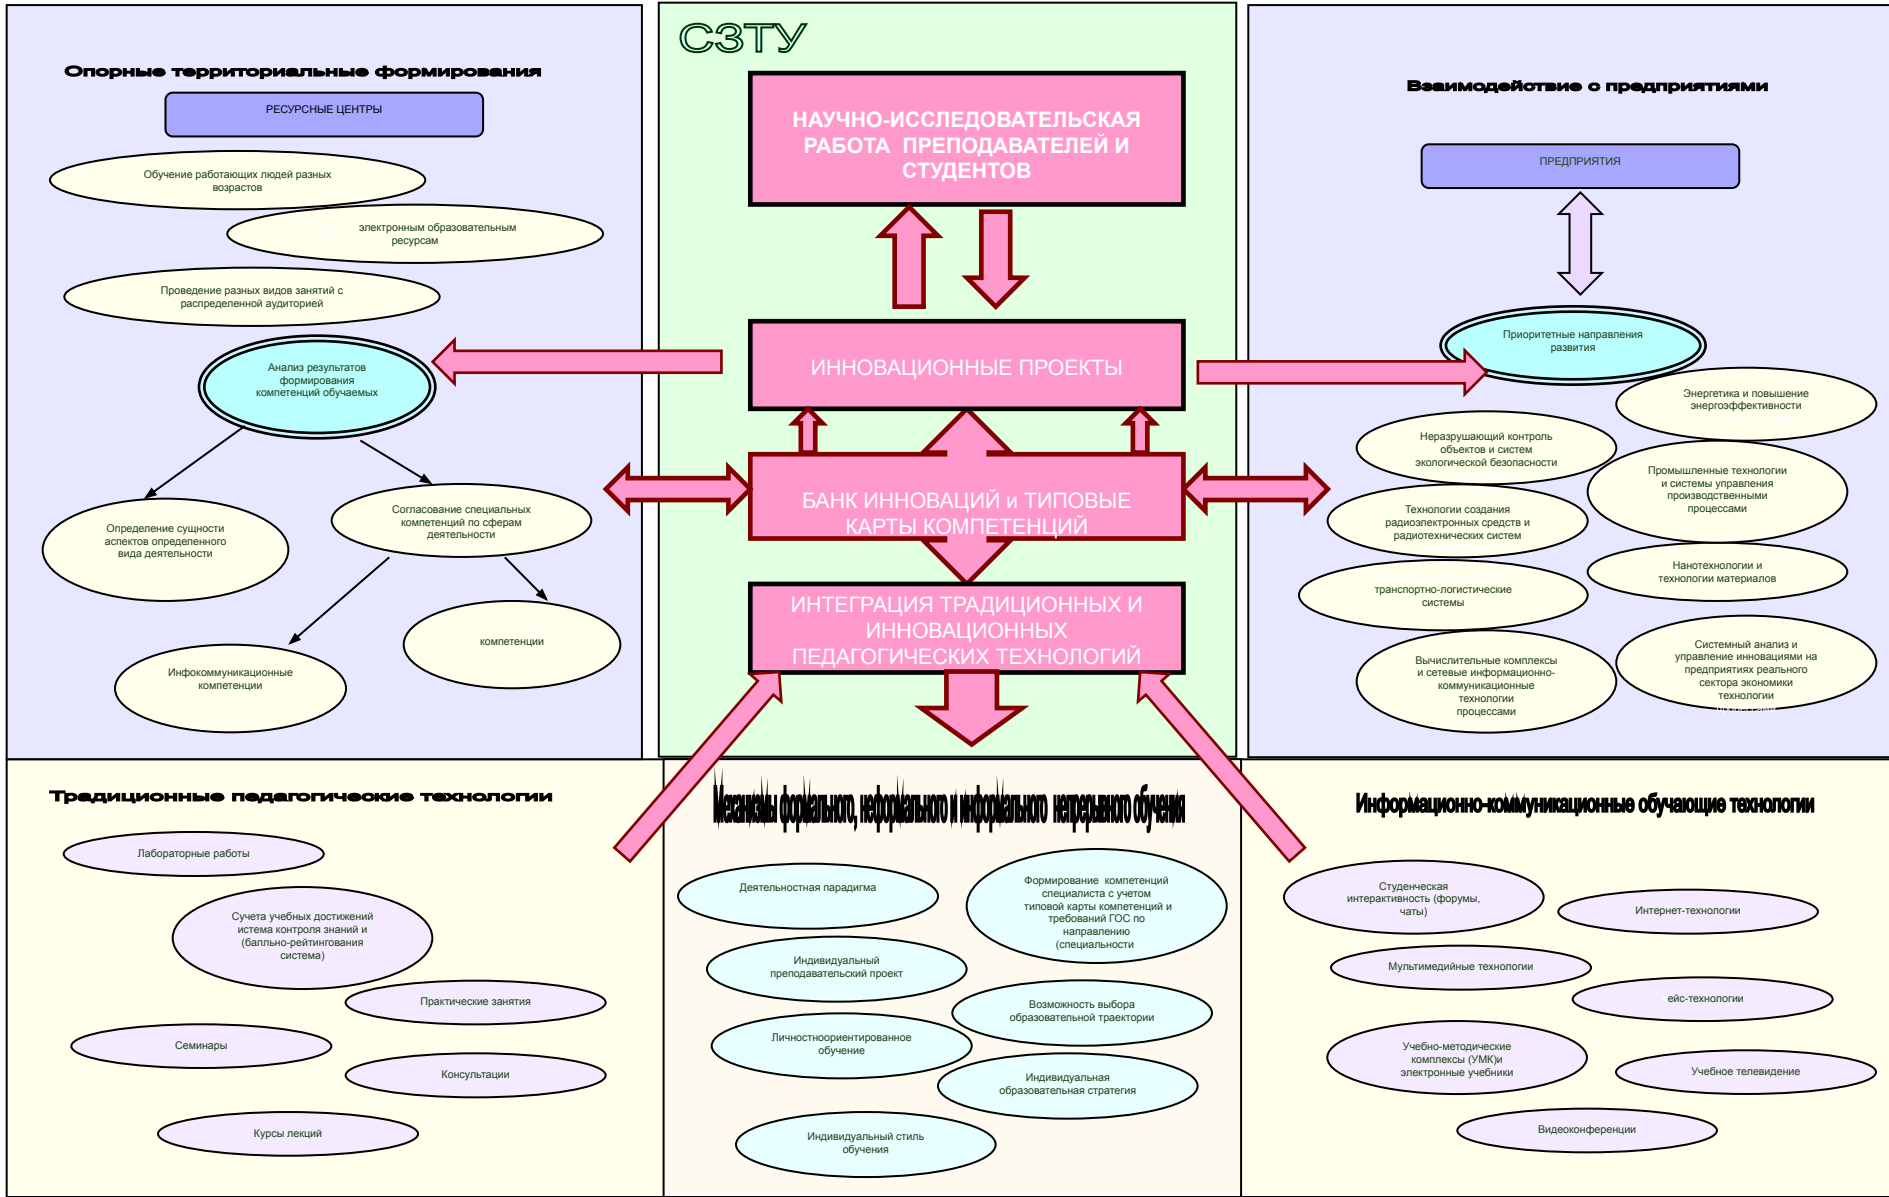 Опорные территориальные формирования
РЕСУРСНЫЕ ЦЕНТРЫ
Обучение работающих людей разных
возрастов
электронным образовательным
ресурсам
Проведение разных видов занятий с
распределенной аудиторией
Анализ результатов
формирования
компетенций обучаемых
Определение сущности
аспектов определенного
вида деятельности
Согласование специальных
компетенций по сферам
деятельности
Инфокоммуникационные
компетенции
компетенции
СЗТУ
НАУЧНО-ИССЛЕДОВАТЕЛЬСКАЯ
РАБОТА ПРЕПОДАВАТЕЛЕЙ И
СТУДЕНТОВ
ИННОВАЦИОННЫЕ ПРОЕКТЫ
БАНК ИННОВАЦИЙ и ТИПОВЫЕ
КАРТЫ КОМПЕТЕНЦИЙ
ИНТЕГРАЦИЯ ТРАДИЦИОННЫХ И
ИННОВАЦИОННЫХ
ПЕДАГОГИЧЕСКИХ ТЕХНОЛОГИЙ
Взаимодействие с предприятиями
ПРЕДПРИЯТИЯ
Приоритетные направления
развития
Энергетика и повышение
энергоэффективности
Неразрушающий контроль
объектов и систем
экологической безопасности
Промышленные технологии
и системы управления
производственными
процессами
Технологии создания
радиоэлектронных средств и
радиотехнических систем
Нанотехнологии и
технологии материалов
транспортно-логистические
системы
Системный анализ и
управление инновациями на
предприятиях реального
сектора экономики
технологии
Вычислительные комплексы
и сетевые информационно-
коммуникационные
технологии
процессами
Традиционные педагогические технологии
Лабораторные работы
Сучета учебных достижений
истема контроля знаний и
(балльно-рейтингования
система)
Практические занятия
Семинары
Консультации
Курсы лекций
Механизмы формального, неформального и информального непрерывного обучения
Деятельностная парадигма
Формирование компетенций
специалиста с учетом
типовой карты компетенций и
требований ГОС по
направлению
(специальности
Индивидуальный
преподавательский проект
Возможность выбора
образовательной траектории
Личностноориентированное
обучение
Индивидуальная
образовательная стратегия
Индивидуальный стиль
обучения
Информационно-коммуникационные обучающие технологии
Студенческая
интерактивность (форумы,
чаты)
Интернет-технологии
Мультимедийные технологии
ейс-технологии
Учебно-методические
комплексы (УМК)и
электронные учебники
Учебное телевидение
Видеоконференции